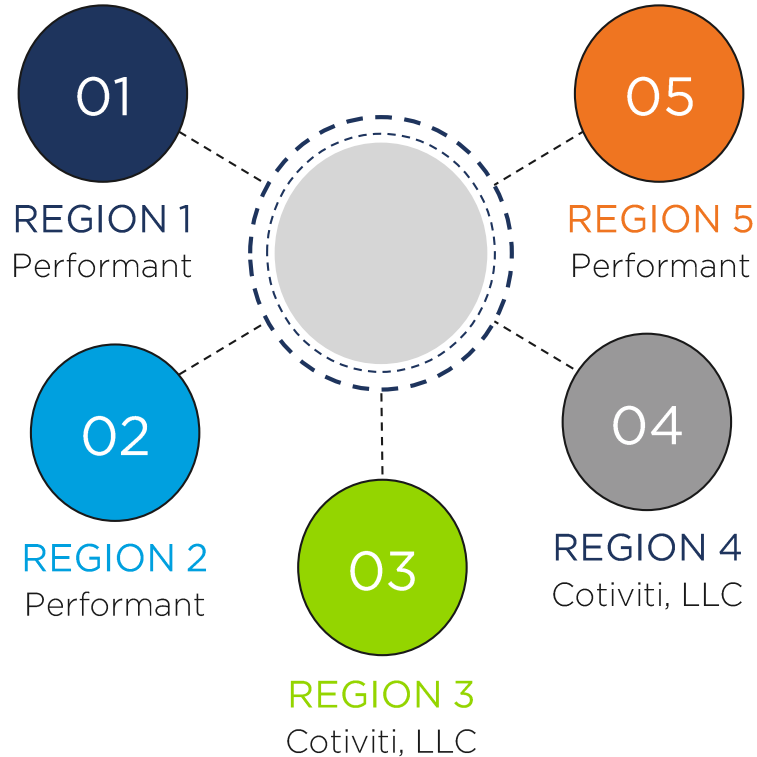 01
REGION 1
Performant
02
REGION 2
Performant
03
REGION 3
Cotiviti, LLC
04
REGION 4
Cotiviti, LLC
05
REGION 5
Performant